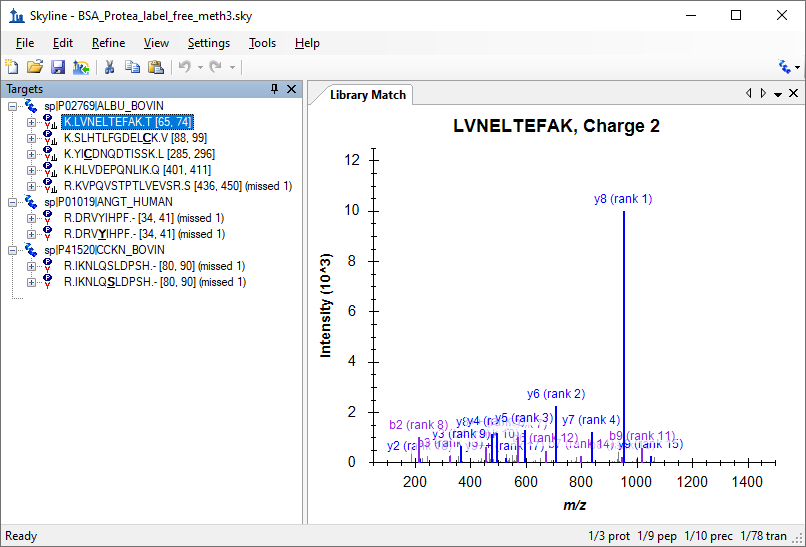 Skyline - BSA_Protea_label_free_meth3.sky
File Edit Refine View Settings Tools Help
Targets
sp|P02769|ALBU_BOVIN
K.LVNELTEFAK.T [65, 74]
K.SLHTLFGDELCK.V [88, 99]
K.YICDNQDTISSK.L [285, 296]
K.HLVDEPQNLIK.Q [401, 411]
R.KVPQVSTPTLVEVSR.S [436, 450] (missed 1)
sp|P01019|ANGT_HUMAN
R.DRVYIHPF.- [34, 41] (missed 1)
R.DRVYIHPF.- [34, 41] (missed 1)
sp|P41520|CCKN_BOVIN
R.IKNLQSLDPSH.- [80, 90] (missed 1)
R.IKNLQSLDPSH.- [80, 90] (missed 1)
Library Match
LVNELTEFAK, Charge 2
Intensity (10^3)
12
10
8
6
4
2
0
y8 (rank 1)
y6 (rank 2)
y5 (rank 3)
y7 (rank 4)
b2 (rank 8)
y3 (rank 9)
b9 (rank 11)
200 400 600 800 1000 1200 1400
m/z
Ready
1/3 prot 1/9 pep 1/10 prec 1/78 tran